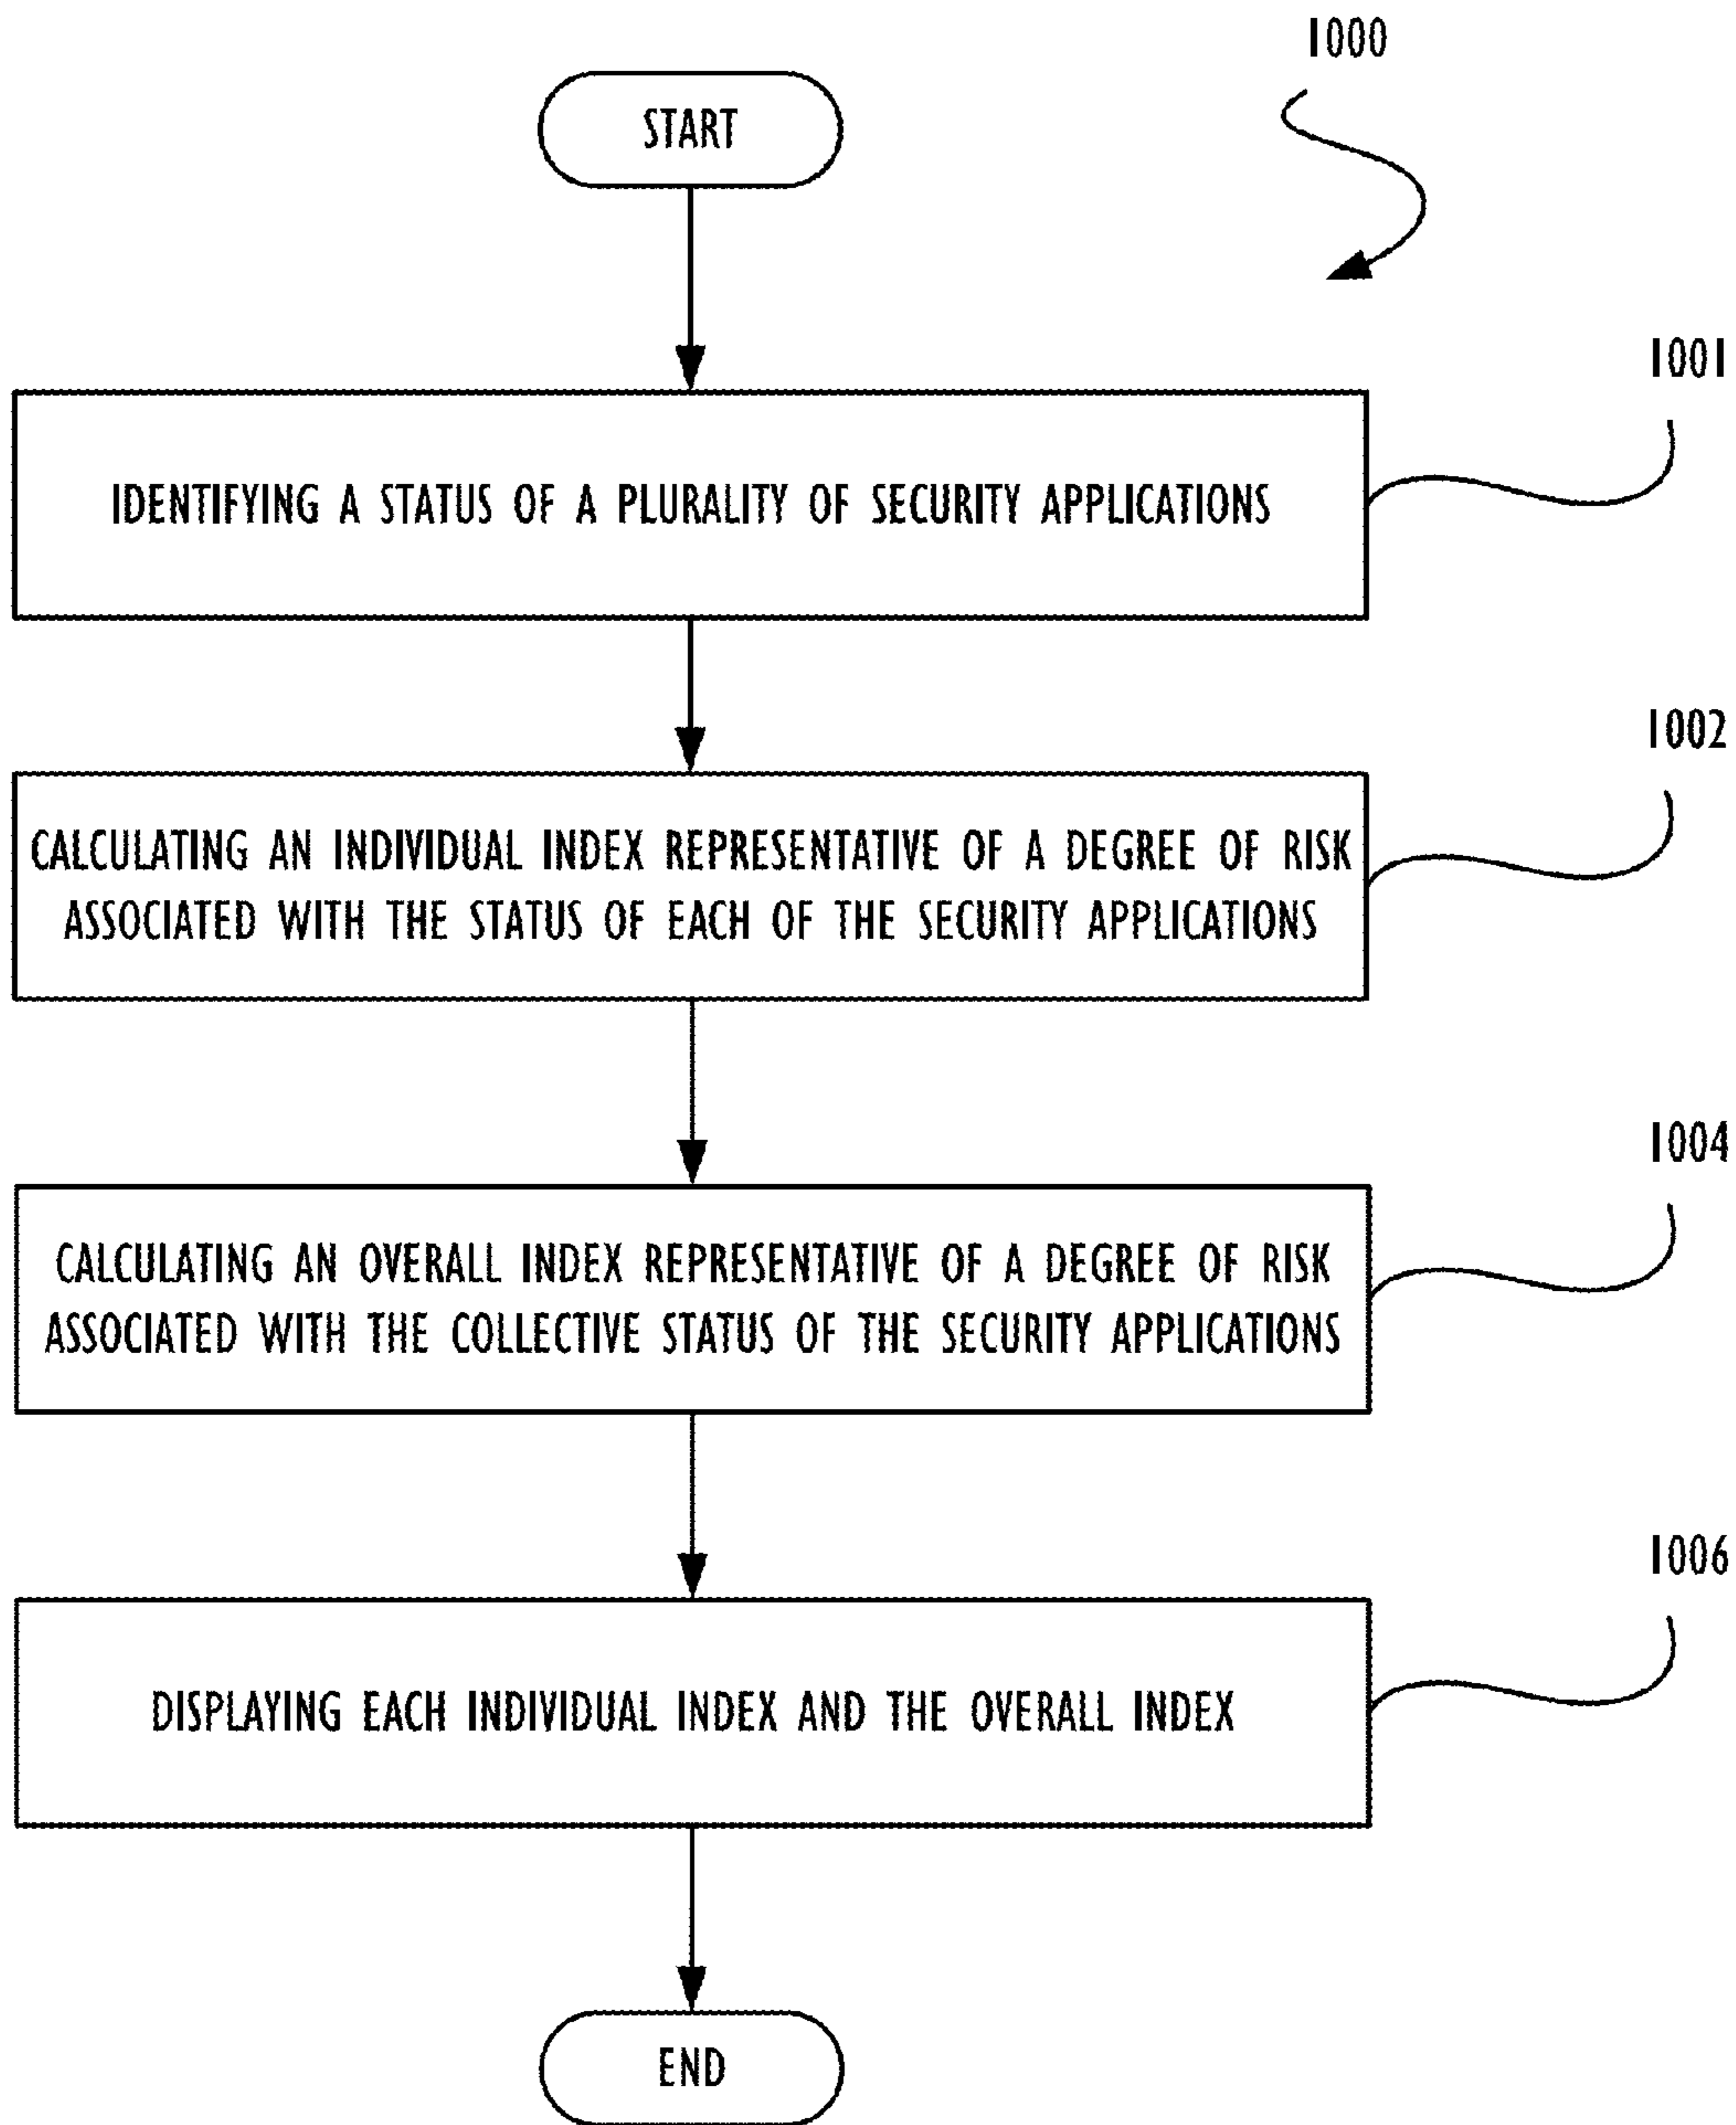 1000
START
1001
IDENTIFYING A STATUS OF A PLURALITY OF SECURITY APPLICATIONS
1002
CALCULATING AN INDIVIDUAL INDEX REPRESENTATIVE OF A DEGREE OF RISK
ASSOCIATED WITH THE STATUS OF EACH OF THE SECURITY APPLICATIONS
1004
CALCULATING AN OVERALL INDEX REPRESENTATIVE OF A DEGREE OF RISK
ASSOCIATED WITH THE COLLECTIVE STATUS OF THE SECURITY APPLICATIONS
1006
DISPLAYING EACH INDIVIDUAL INDEX AND THE OVERALL INDEX
END